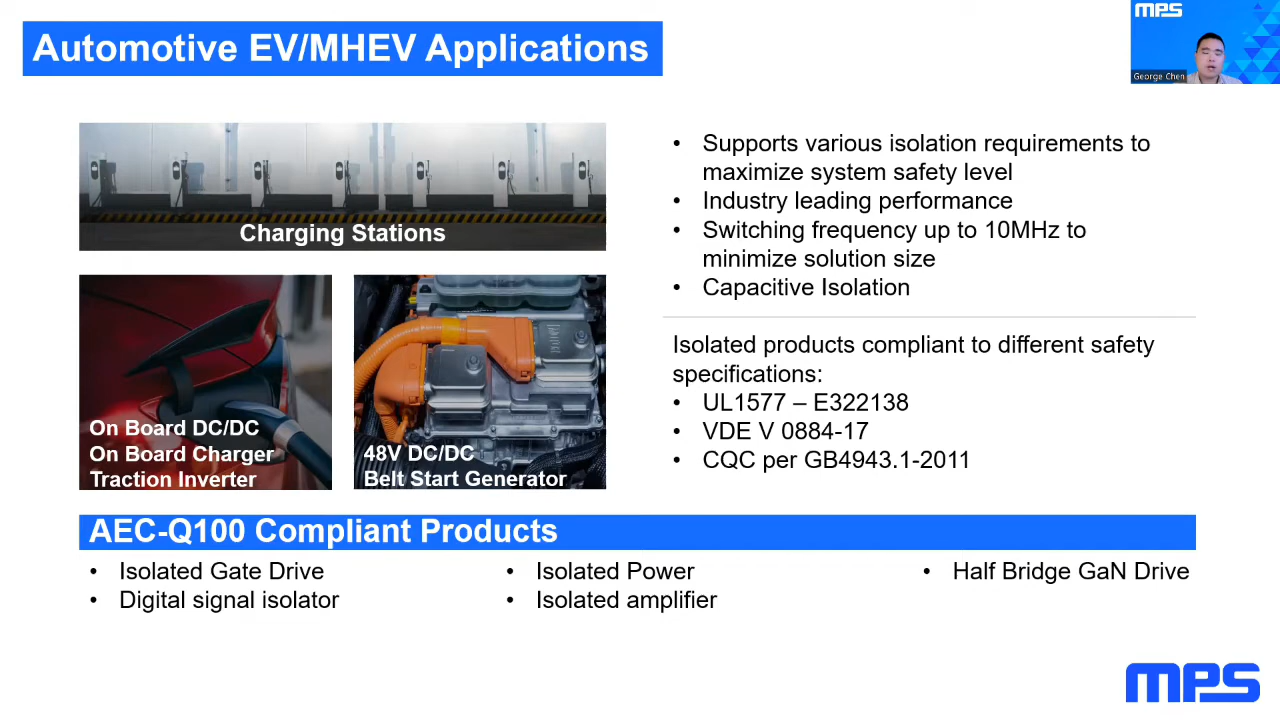 Automotive EV/MHEV Applications
MPS
George Chen
Charging Stations
On Board DC/DC
On Board Charger
Traction Inverter
48V DC/DC
Belt Start Generator
• Supports various isolation requirements to
maximize system safety level
• Industry leading performance
• Switching frequency up to 10MHz to
minimize solution size
• Capacitive Isolation
Isolated products compliant to different safety
specifications:
• UL1577 – E322138
• VDE V 0884-17
• CQC per GB4943.1-2011
AEC-Q100 Compliant Products
• Isolated Gate Drive
• Digital signal isolator
• Isolated Power
• Isolated amplifier
• Half Bridge GaN Drive
MPS